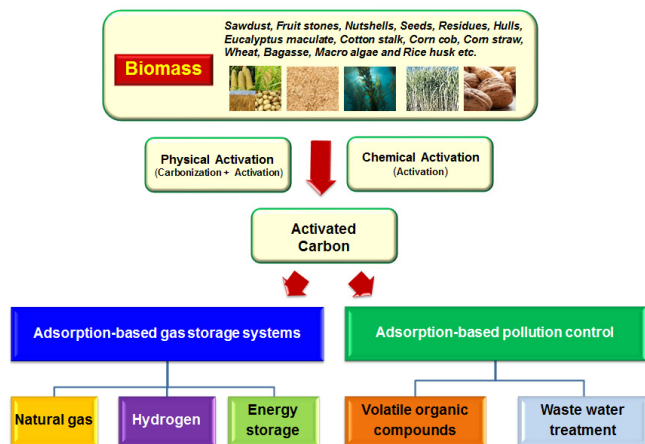 Sawdust, Fruit stones, Nutshells, Seeds, Residues, Hulls,
Eucalyptus maculate, Cotton stalk, Corn cob, Corn straw,
Wheat, Bagasse, Macro algae and Rice husk etc.
Biomass
Physical Activation
(Carbonization + Activation)
Chemical Activation
(Activation)
Activated
Carbon
Adsorption-based gas storage systems
Adsorption-based pollution control
Natural gas
Hydrogen
Energy
storage
Volatile organic
compounds
Waste water
treatment